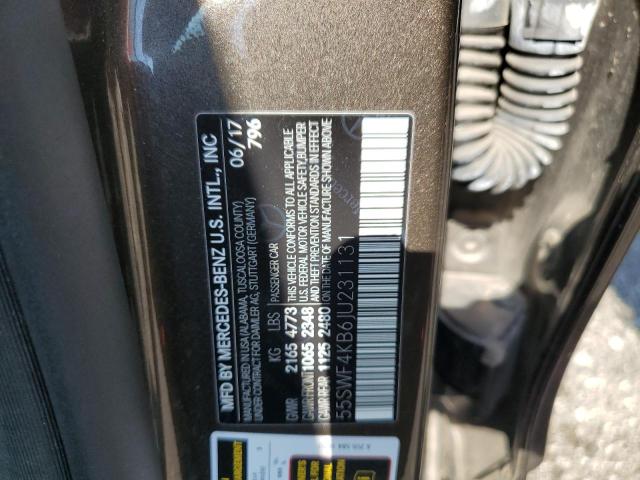 MFD BY MERCEDES-BENZ U.S. INTL., INC
MANUFACTURED IN USA (ALABAMA, TUSCALOOSA COUNTY)
UNDER CONTRACT FOR DAIMLER AG, STUTTGART (GERMANY)
06/17
796
KG LBS PASSENGER CAR
GVWR 2165 4773 THIS VEHICLE CONFORMS TO ALL APPLICABLE
GAWR FRONT 1065 2348 U.S. FEDERAL MOTOR VEHICLE SAFETY, BUMPER
GAWR REAR 1125 2480 AND THEFT PREVENTION STANDARDS IN EFFECT
ON THE DATE OF MANUFACTURE SHOWN ABOVE
55SWF4KB6JU231131